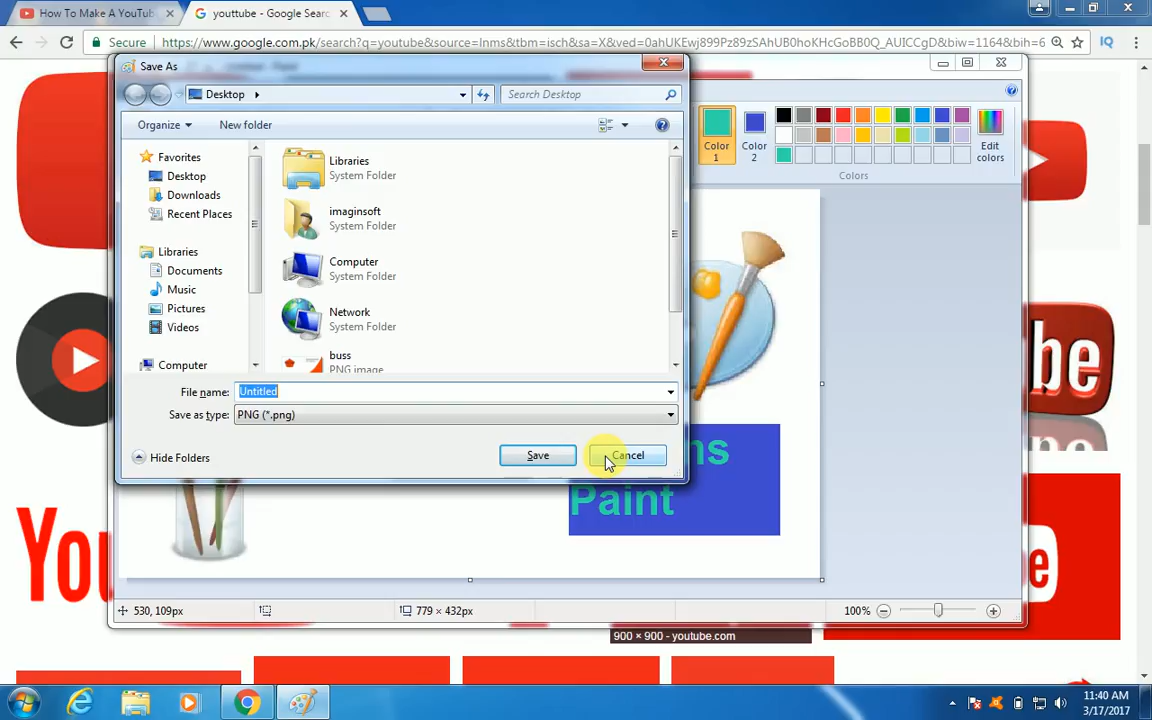 How To Make A YouTub
youttube - Google Searc
Secure
https://www.google.com.pk/search?q=youtube&source=lnms&tbm=isch&sa=X&ved=0ahUKEwj899Pz89zSAhUB0hoKHcGoBB0Q_AUICCgD&biw=1164&bih=6
Save As
Desktop
Search Desktop
Organize
New folder
Favorites
Desktop
Downloads
Recent Places
Libraries
Documents
Music
Pictures
Videos
Computer
Libraries
System Folder
imaginsoft
System Folder
Computer
System Folder
Network
System Folder
buss
PNG image
File name:
Untitled
Save as type:
PNG (*.png)
Hide Folders
Save
Cancel
Color
1
Color
2
Edit
colors
Colors
ns
Paint
You
be
530, 109px
779 × 432px
100%
900 × 900 - youtube.com
11:40 AM
3/17/2017